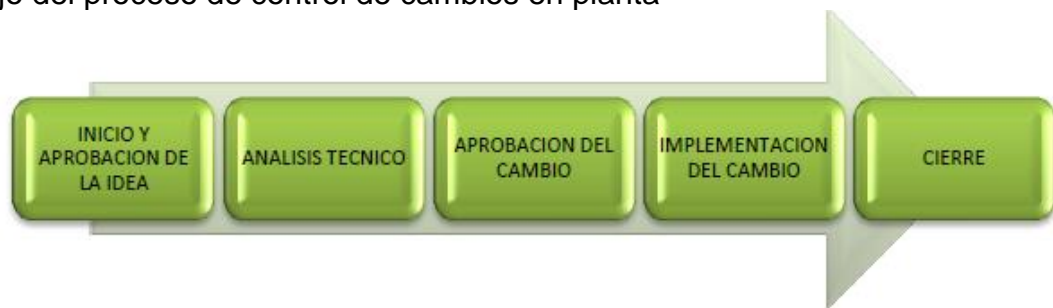 del proceso de control de cambios en planta
INICIO Y
APROBACION DE
LA IDEA
ANALISIS TECNICO
APROBACION DEL
CAMBIO
IMPLEMENTACION
DEL CAMBIO
CIERRE